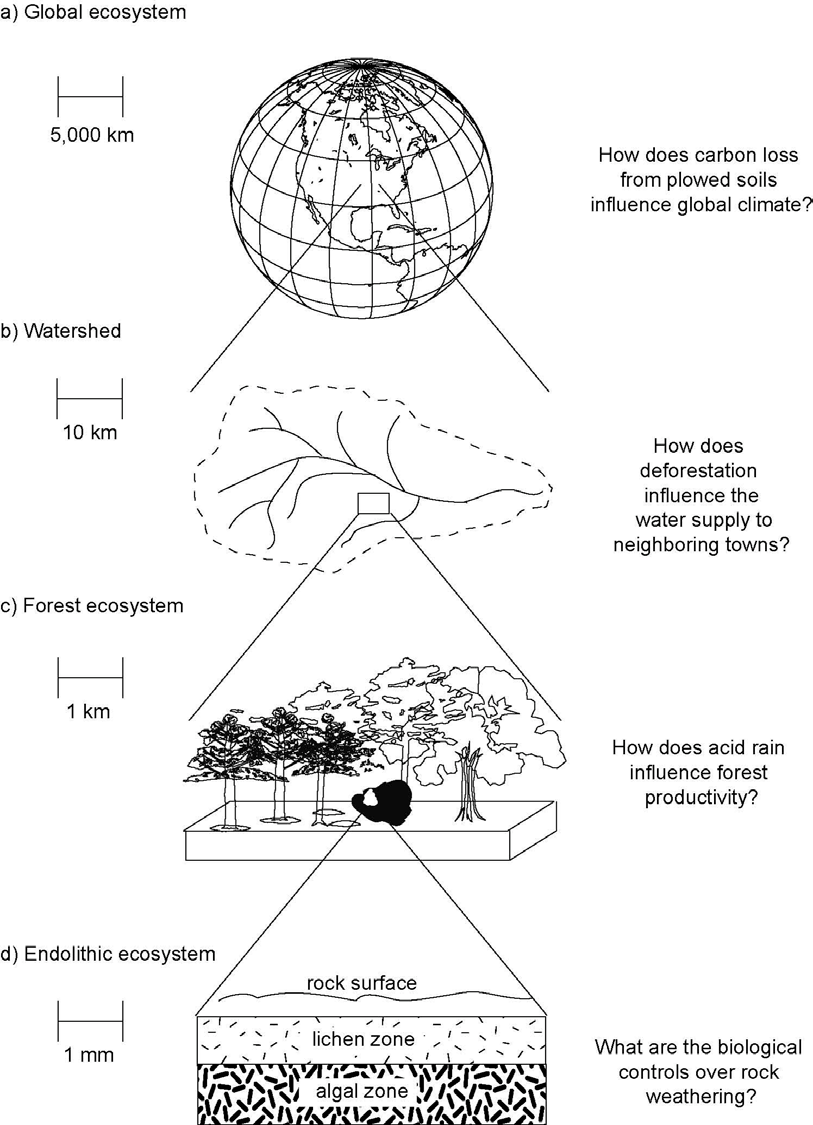 a) Global ecosystem
5,000 km
How does carbon loss
from plowed soils
influence global climate?
b) Watershed
10 km
How does
deforestation
influence the
water supply to
neighboring towns?
c) Forest ecosystem
1 km
How does acid rain
influence forest
productivity?
d) Endolithic ecosystem
rock surface
1 mm
lichen zone
algal zone
What are the biological
controls over rock
weathering?